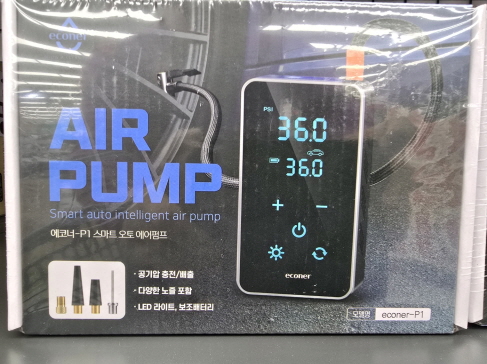 econer
AIR
PUMP
Smart auto intelligent air pump
에코너-P1 스마트 오토 에어펌프
· 공기압 충전/배출
· 다양한 노즐 포함
· LED 라이트, 보조배터리
PSI
36.0
36.0
+ −
econer
모델명 econer-P1